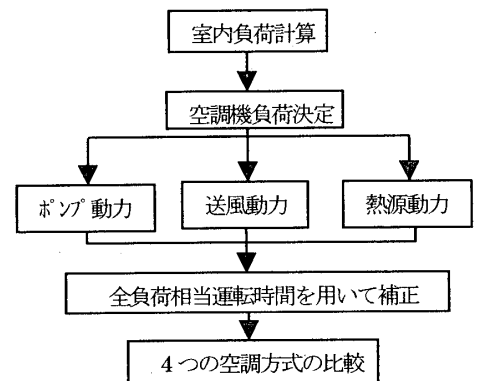 室内負荷計算
空調機負荷決定
ﾎﾟﾝﾌﾟ動力
送風動力
熱源動力
全負荷相当運転時間を用いて補正
4つの空調方式の比較